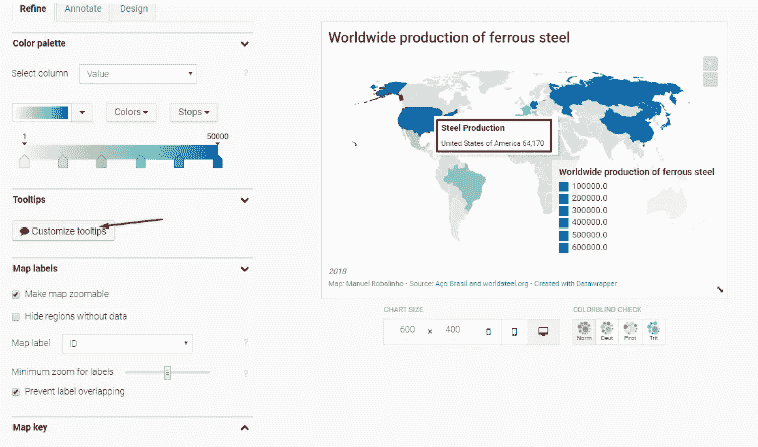 Refine Annotate Design
Color palette
Select column Value ?
Colors Stops
1 50000
Tooltips
Customize tooltips
Map labels
Make map zoomable
Hide regions without data
Map label ID ?
Minimum zoom for labels ?
Prevent label overlapping
Map key
Worldwide production of ferrous steel
Steel Production
United States of America 64,170
Worldwide production of ferrous steel
100000.0
200000.0
300000.0
400000.0
500000.0
600000.0
2018
Map: Manuel Robalinho - Source: Aço Brasil and worldsteel.org - Created with Datawrapper
CHART SIZE
600 × 400
COLORBLIND CHECK
Norm Deut Prot Trit